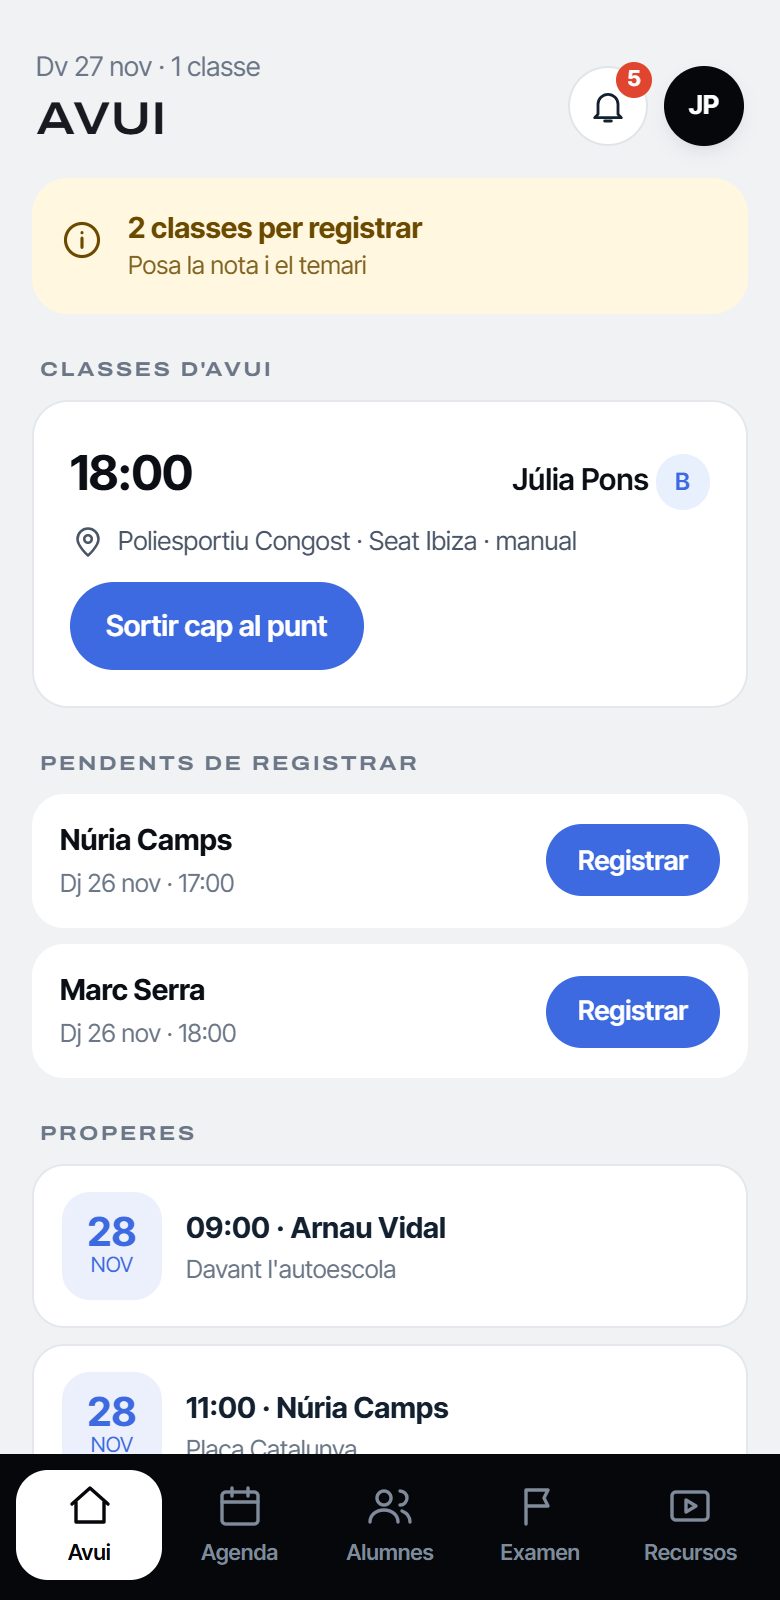 Dv 27 nov · 1 classe
AVUI
5
JP
2 classes per registrar
Posa la nota i el temari
CLASSES D'AVUI
18:00
Júlia Pons B
Poliesportiu Congost · Seat Ibiza · manual
Sortir cap al punt
PENDENTS DE REGISTRAR
Núria Camps
Dj 26 nov · 17:00
Registrar
Marc Serra
Dj 26 nov · 18:00
Registrar
PROPERES
28
NOV
09:00 · Arnau Vidal
Davant l'autoescola
28
NOV
11:00 · Núria Camps
Plaça Catalunya
Avui
Agenda
Alumnes
Examen
Recursos